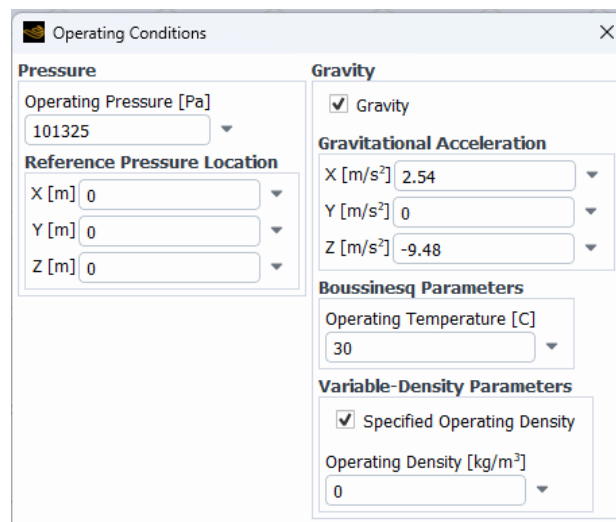 Operating Conditions
Pressure
Operating Pressure [Pa]
101325
Reference Pressure Location
X [m] 0
Y [m] 0
Z [m] 0
Gravity
Gravity
Gravitational Acceleration
X [m/s²] 2.54
Y [m/s²] 0
Z [m/s²] -9.48
Boussinesq Parameters
Operating Temperature [C]
30
Variable-Density Parameters
Specified Operating Density
Operating Density [kg/m³]
0